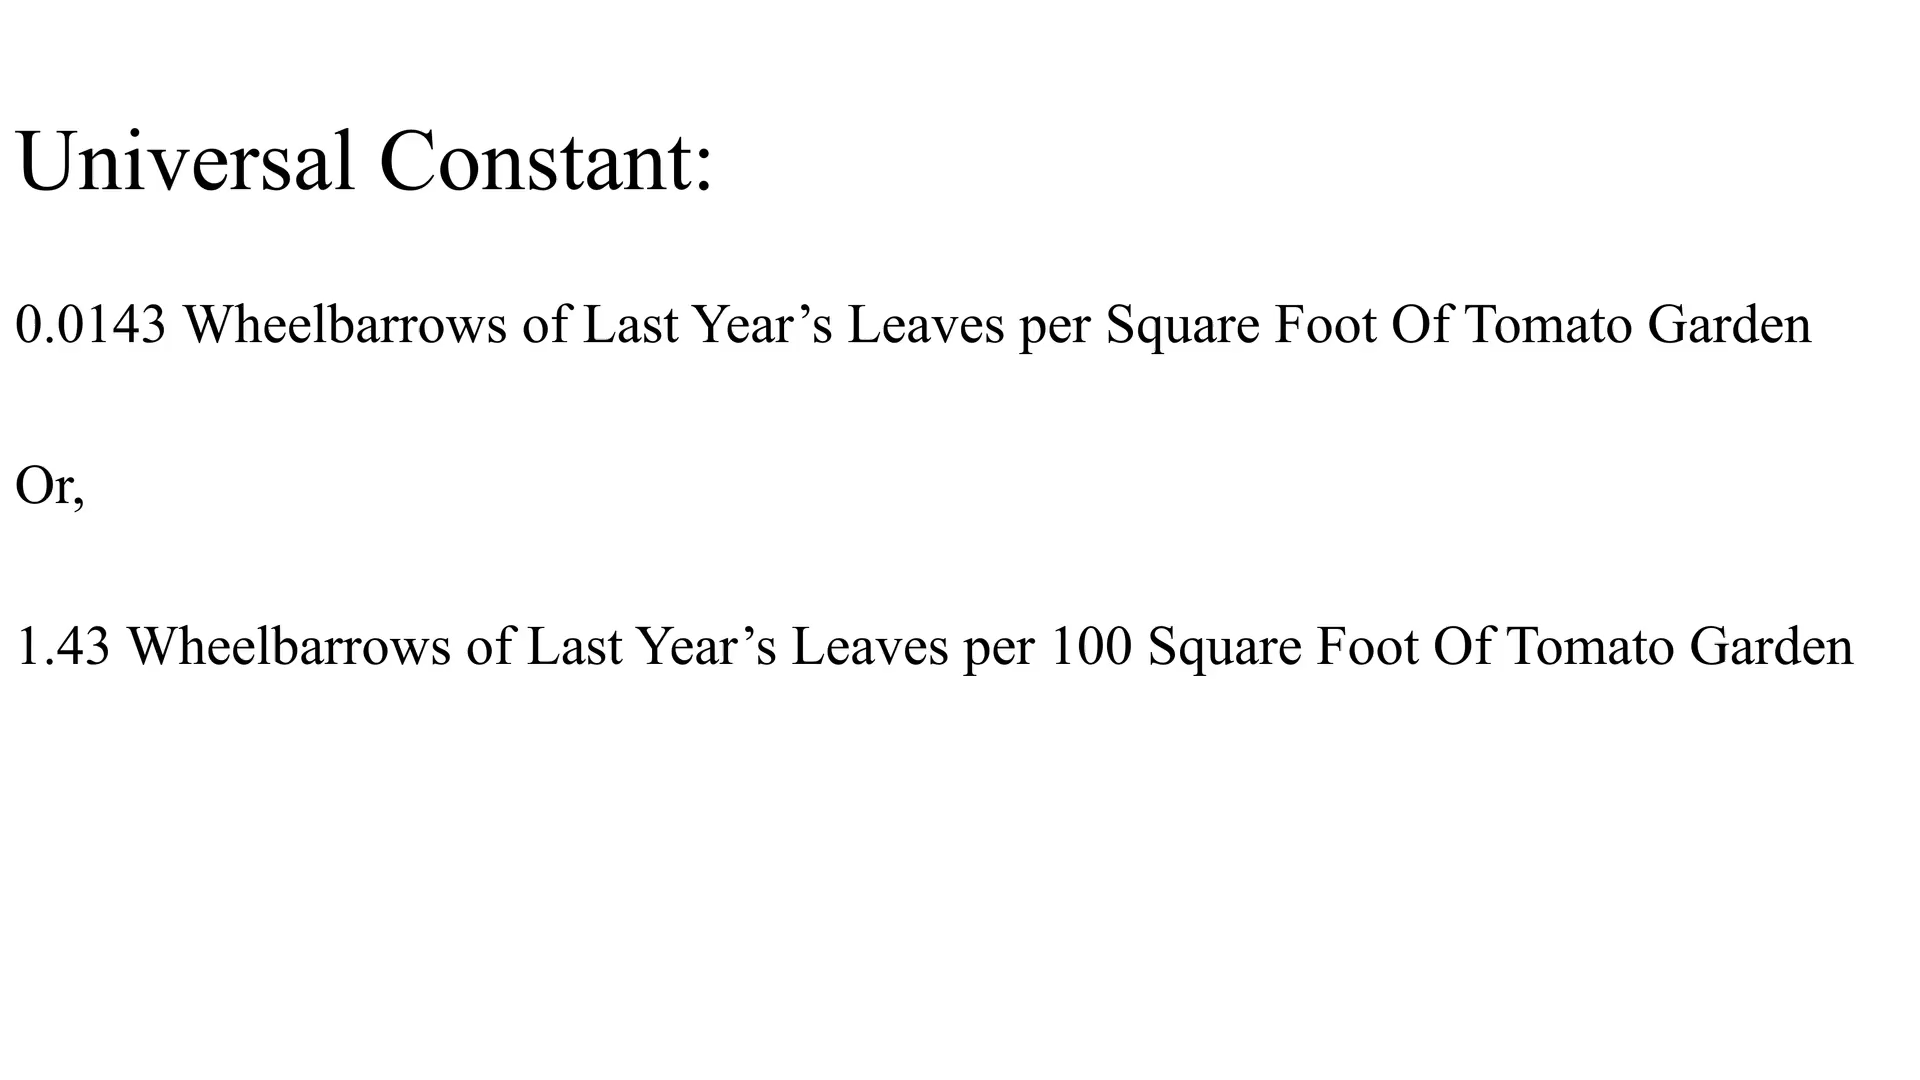 Universal Constant:
0.0143 Wheelbarrows of Last Year’s Leaves per Square Foot Of Tomato Garden
Or,
1.43 Wheelbarrows of Last Year’s Leaves per 100 Square Foot Of Tomato Garden